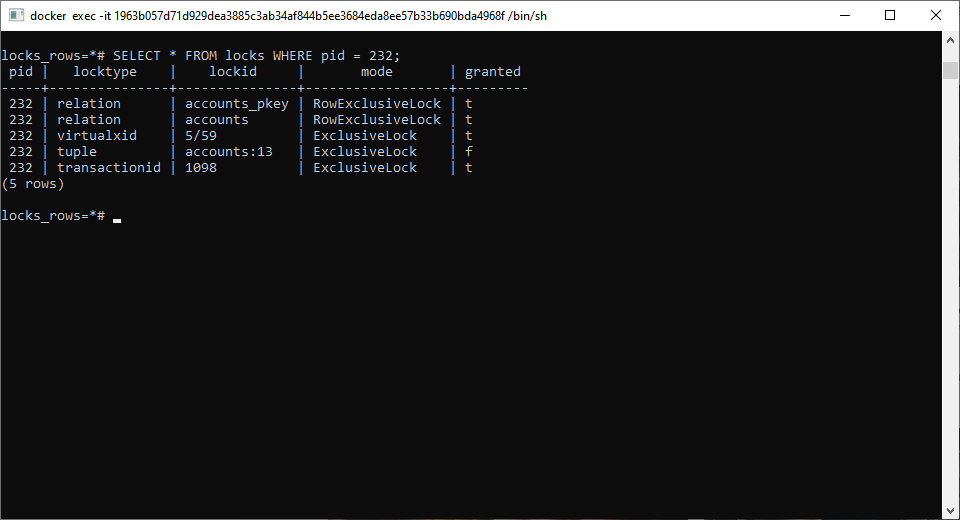 docker exec -it 1963b057d71d929dea3885c3ab34af844b5ee3684eda8ee57b33b690bda4968f /bin/sh
locks_rows=*# SELECT * FROM locks WHERE pid = 232;
 pid |   locktype    |    lockid     |       mode       | granted
-----+---------------+---------------+------------------+---------
 232 | relation      | accounts_pkey | RowExclusiveLock | t
 232 | relation      | accounts      | RowExclusiveLock | t
 232 | virtualxid    | 5/59          | ExclusiveLock    | t
 232 | tuple         | accounts:13   | ExclusiveLock    | f
 232 | transactionid | 1098          | ExclusiveLock    | t
(5 rows)
locks_rows=*#